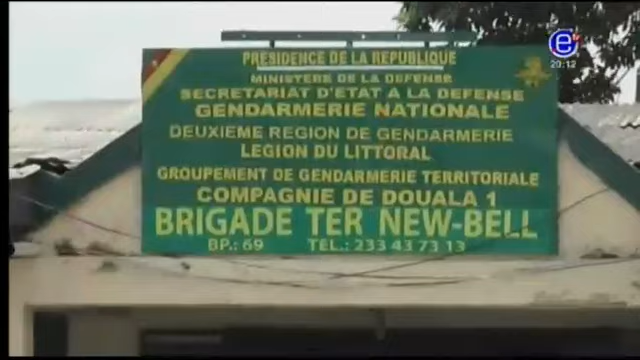 PRESIDENCE DE LA REPUBLIQUE
MINISTERE DE LA DEFENSE
SECRETARIAT D'ETAT A LA DEFENSE
GENDARMERIE NATIONALE
DEUXIEME REGION DE GENDARMERIE
LEGION DU LITTORAL
GROUPEMENT DE GENDARMERIE TERRITORIALE
COMPAGNIE DE DOUALA 1
BRIGADE TER NEW-BELL
BP.: 69 TEL.: 233 43 73 13
e tv
20:12